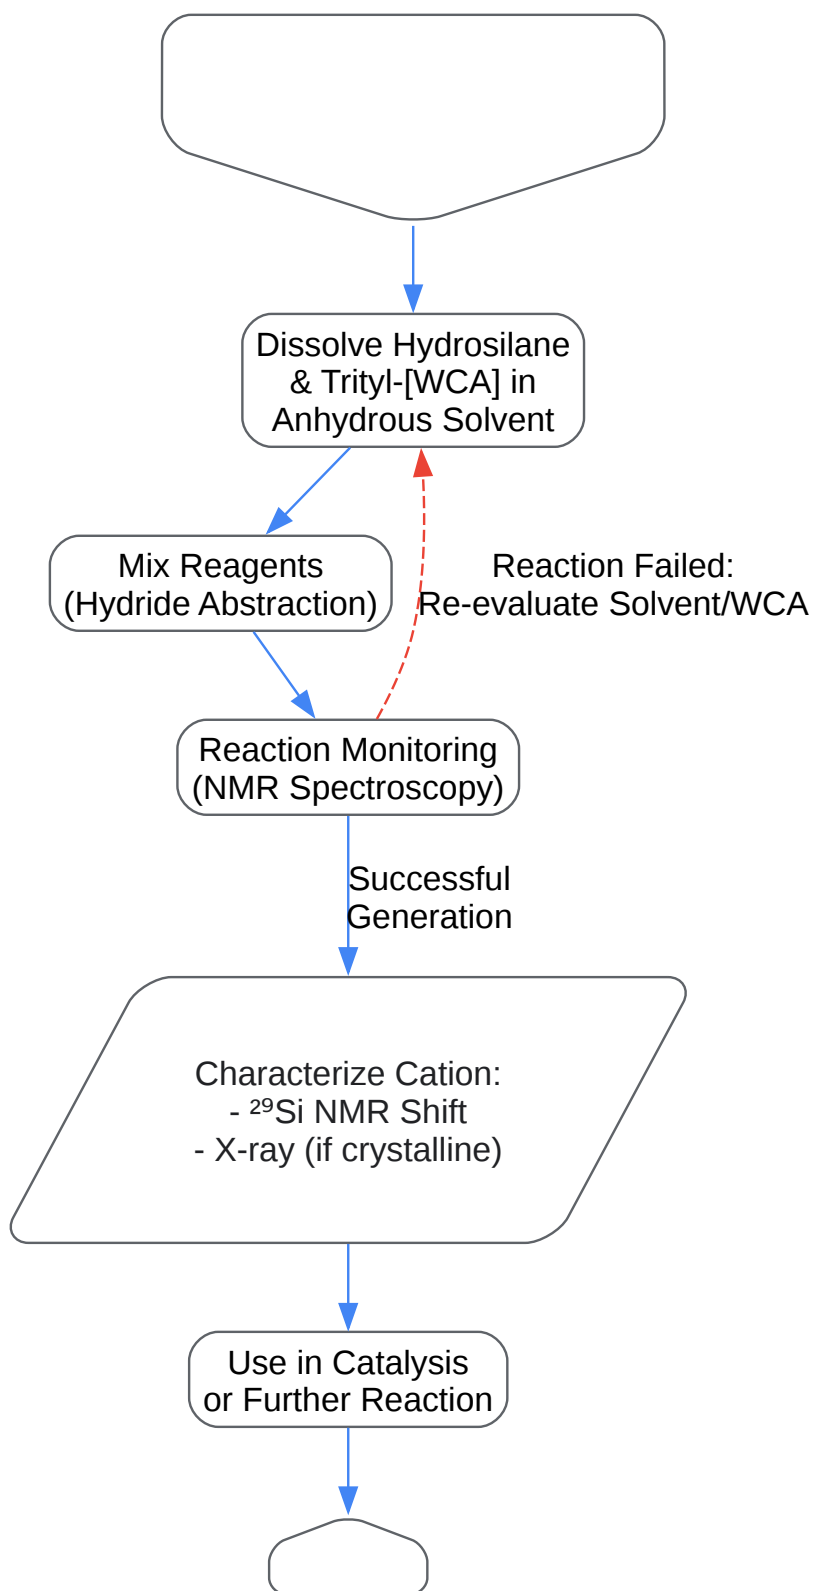 Dissolve Hydrosilane
& Trityl-[WCA] in
Anhydrous Solvent
Mix Reagents
(Hydride Abstraction)
Reaction Failed:
Re-evaluate Solvent/WCA
Reaction Monitoring
(NMR Spectroscopy)
Successful
Generation
Characterize Cation:
- ²⁹Si NMR Shift
- X-ray (if crystalline)
Use in Catalysis
or Further Reaction